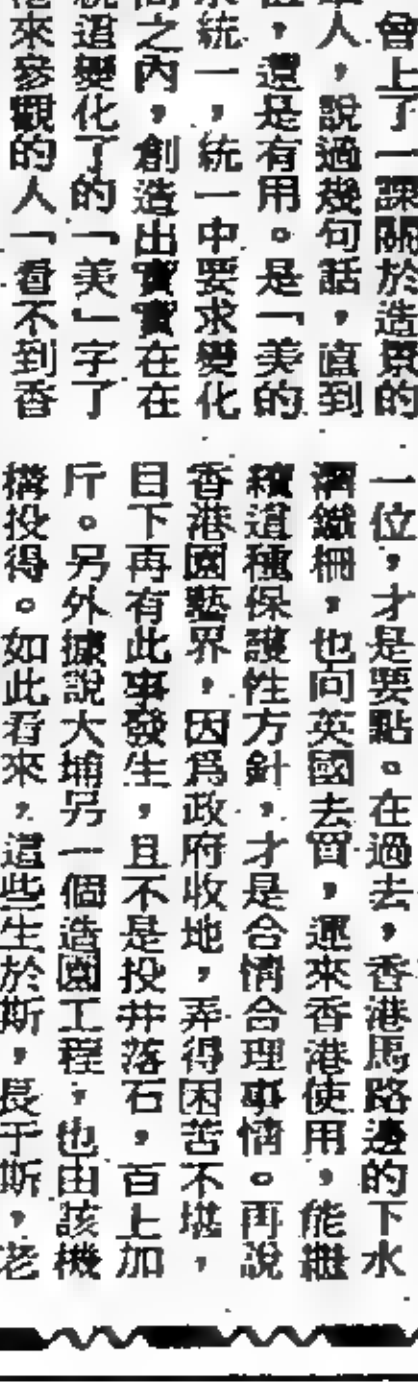 會上了一課關於造景的
人，說過幾句話，直到
，還是有用。是「美的
統一，統一中要求變化
之內，創造出實實在在
這變化了的「美」字了
來參觀的人「看不到香
一位，才是要點。在過去，香港馬路邊的下水
鐵柵，也向英國去買，運來香港使用，能繼
續這種保護性方針，才是合情合理事情。再說
香港園藝界，因爲政府收地，弄得困苦不堪，
目下再有此事發生，且不是投井落石，百上加
斤。另外據說大埔另一個造園工程，也由該機
構投得。如此看來，這些生於斯，長于斯，老